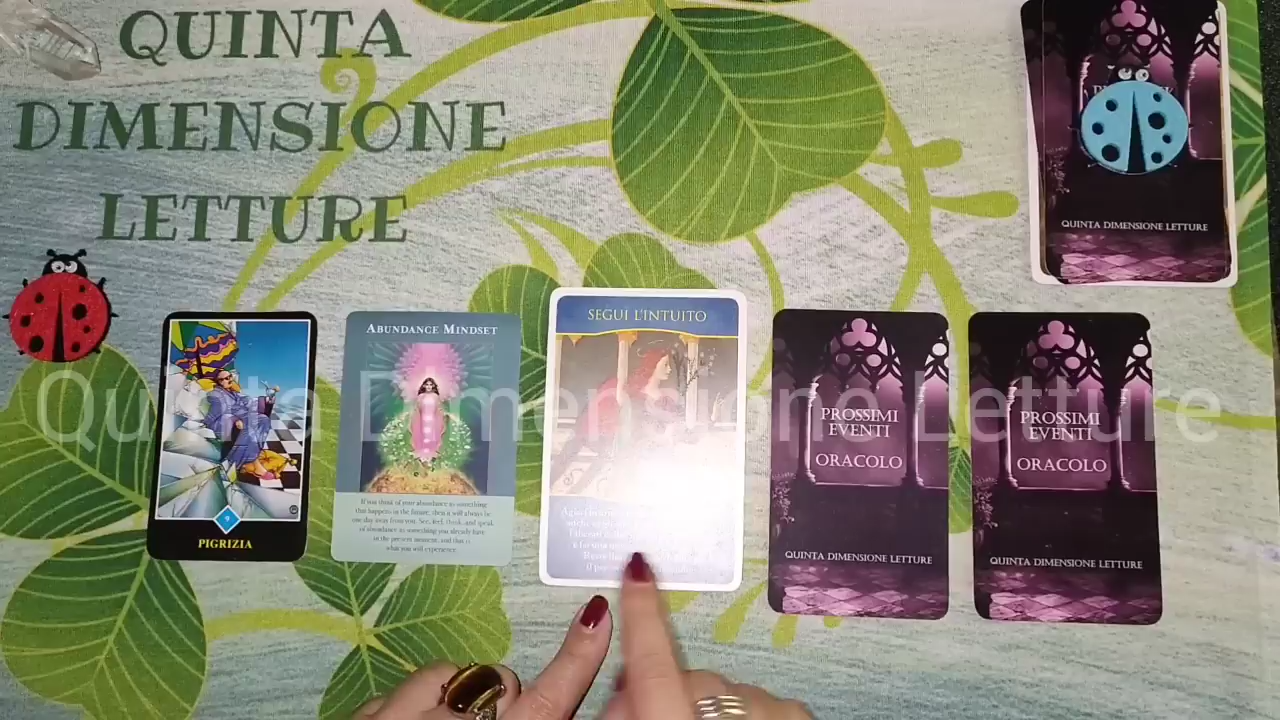 QUINTA
DIMENSIONE
LETTURE
QUINTA DIMENSIONE LETTURE
9
PIGRIZIA
ABUNDANCE MINDSET
If you think of your abundance as something
that happens in the future, then it will always be
one day away from you. See, feel, think, and speak
of abundance as something you already have
in the present moment, and that is
what you will experience.
SEGUI L'INTUITO
PROSSIMI
EVENTI
ORACOLO
QUINTA DIMENSIONE LETTURE
PROSSIMI
EVENTI
ORACOLO
QUINTA DIMENSIONE LETTURE
Quinta Dimensione Letture